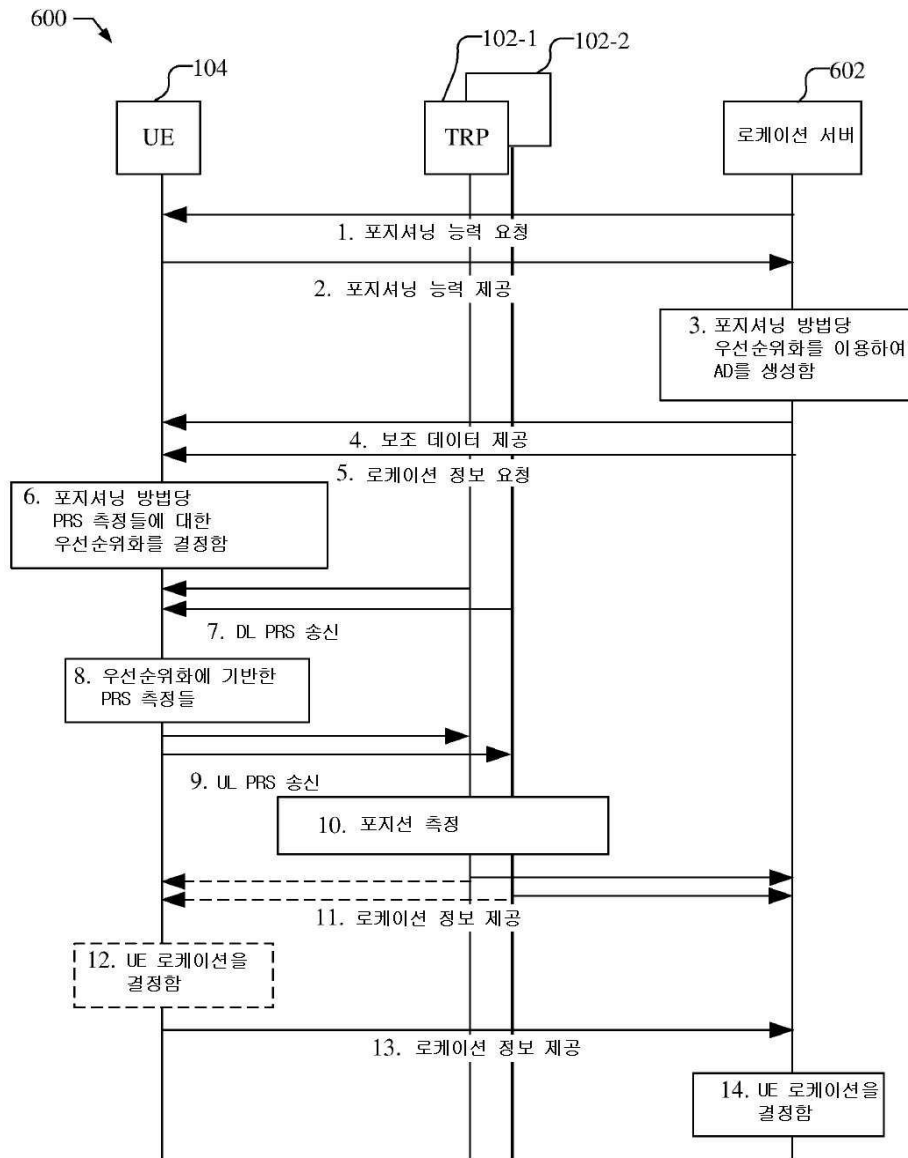 600
102-1
102-2
104
602
UE
TRP
로케이션 서버
1. 포지셔닝 능력 요청
2. 포지셔닝 능력 제공
3. 포지셔닝 방법당
우선순위화를 이용하여
AD를 생성함
4. 보조 데이터 제공
5. 로케이션 정보 요청
6. 포지셔닝 방법당
PRS 측정들에 대한
우선순위화를 결정함
7. DL PRS 송신
8. 우선순위화에 기반한
PRS 측정들
9. UL PRS 송신
10. 포지션 측정
11. 로케이션 정보 제공
12. UE 로케이션을
결정함
13. 로케이션 정보 제공
14. UE 로케이션을
결정함